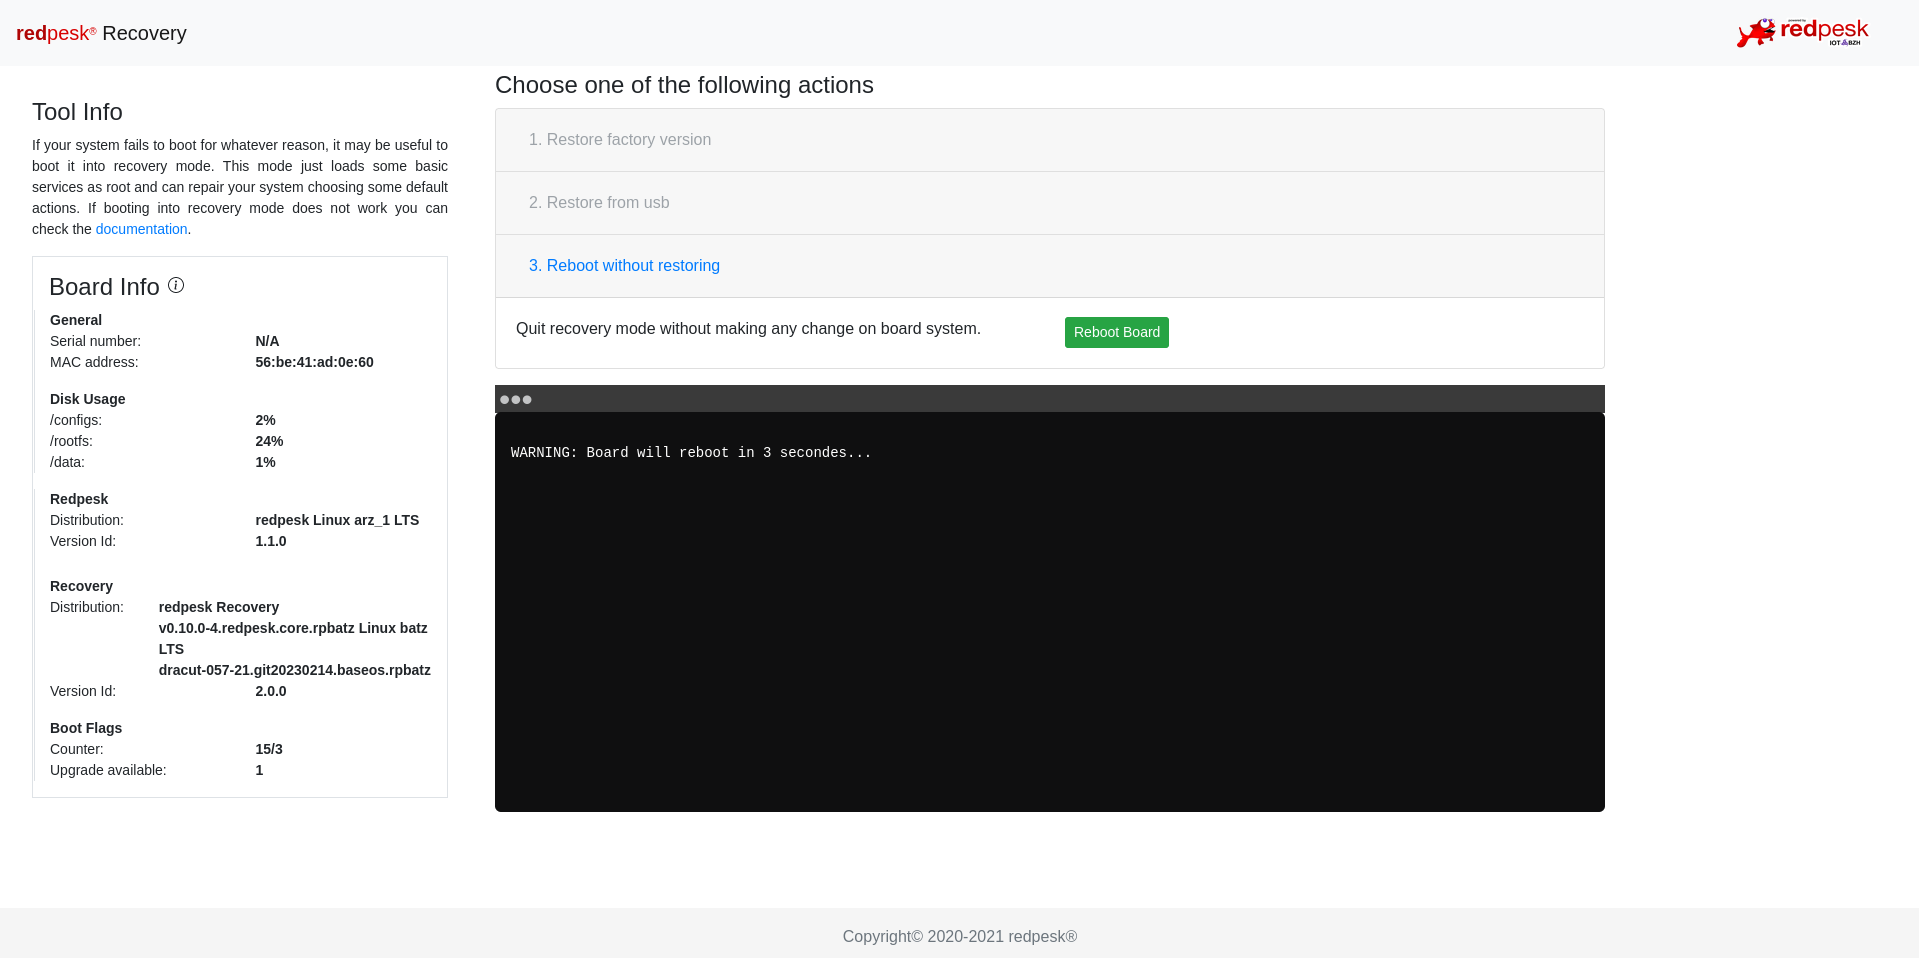 redpesk® Recovery
redpesk
IOT BZH
Tool Info
If your system fails to boot for whatever reason, it may be useful to
boot it into recovery mode. This mode just loads some basic
services as root and can repair your system choosing some default
actions. If booting into recovery mode does not work you can
check the documentation.
Board Info
General
Serial number: N/A
MAC address: 56:be:41:ad:0e:60
Disk Usage
/configs: 2%
/rootfs: 24%
/data: 1%
Redpesk
Distribution: redpesk Linux arz_1 LTS
Version Id: 1.1.0
Recovery
Distribution: redpesk Recovery
v0.10.0-4.redpesk.core.rpbatz Linux batz
LTS
dracut-057-21.git20230214.baseos.rpbatz
Version Id: 2.0.0
Boot Flags
Counter: 15/3
Upgrade available: 1
Choose one of the following actions
1. Restore factory version
2. Restore from usb
3. Reboot without restoring
Quit recovery mode without making any change on board system.
Reboot Board
WARNING: Board will reboot in 3 secondes...
Copyright© 2020-2021 redpesk®